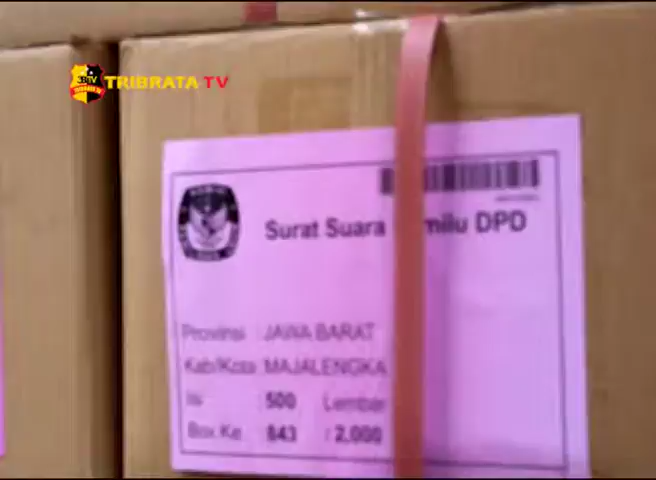 TRIBRATA TV
Surat Suara milu DPD
Provinsi : JAWA BARAT
Kab/Kota : MAJALENGKA
Isi : 500 Lembar
Box Ke : 843 : 2.000